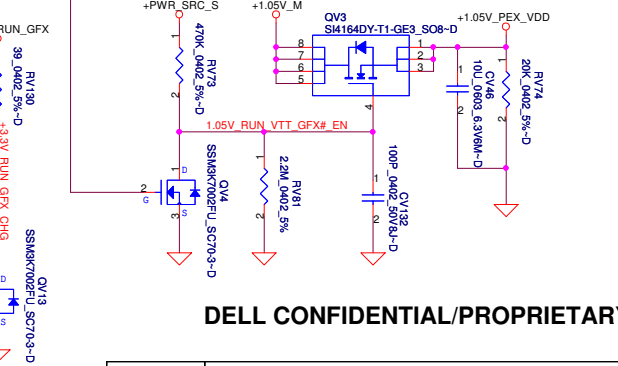 +PWR_SRC_S
+1.05V_M
QV3
SI4164DY-T1-GE3_SO8~D
+1.05V_PEX_VDD
RUN_GFX
39_0402_5%~D
RV130
+3.3V_RUN_GFX_CHG
470K_0402_5%~D
RV73
1
2
8
7
6
5
1
2
3
4
1
2
CV46
10U_0603_6.3V6M~D
1
2
RV74
20K_0402_5%~D
1.05V_RUN_VTT_GFX#_EN
1
D
2
G
3
S
QV4
SSM3K7002FU_SC70-3~D
1
2
RV81
2.2M_0402_5%
1
2
CV132
100P_0402_50V8J~D
D
S
QV13
SSM3K7002FU_SC70-3~D
DELL CONFIDENTIAL/PROPRIETARY